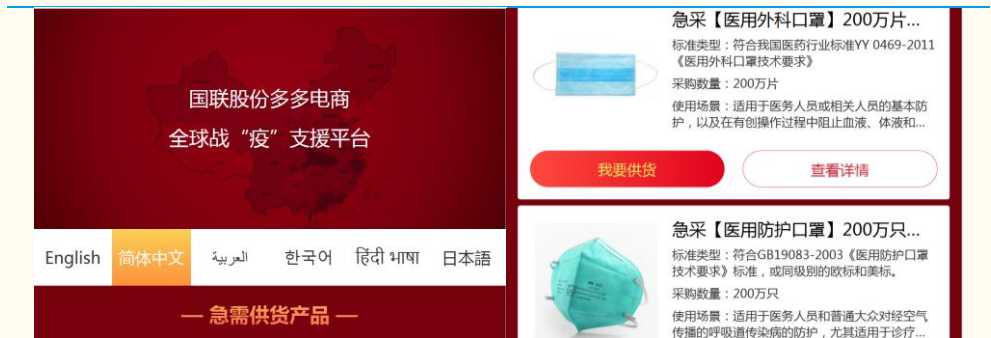 国联股份多多电商
全球战“疫”支援平台
English 简体中文 العربية 한국어 हिंदी भाषा 日本語
— 急需供货产品 —
急采【医用外科口罩】200万片...
标准类型：符合我国医药行业标准YY 0469-2011
《医用外科口罩技术要求》
采购数量：200万片
使用场景：适用于医务人员或相关人员的基本防
护，以及在有创操作过程中阻止血液、体液和...
我要供货 查看详情
急采【医用防护口罩】200万只...
标准类型：符合GB19083-2003《医用防护口罩
技术要求》标准，或同级别的欧标和美标。
采购数量：200万只
使用场景：适用于医务人员和普通大众对经空气
传播的呼吸道传染病的防护，尤其适用于诊疗...